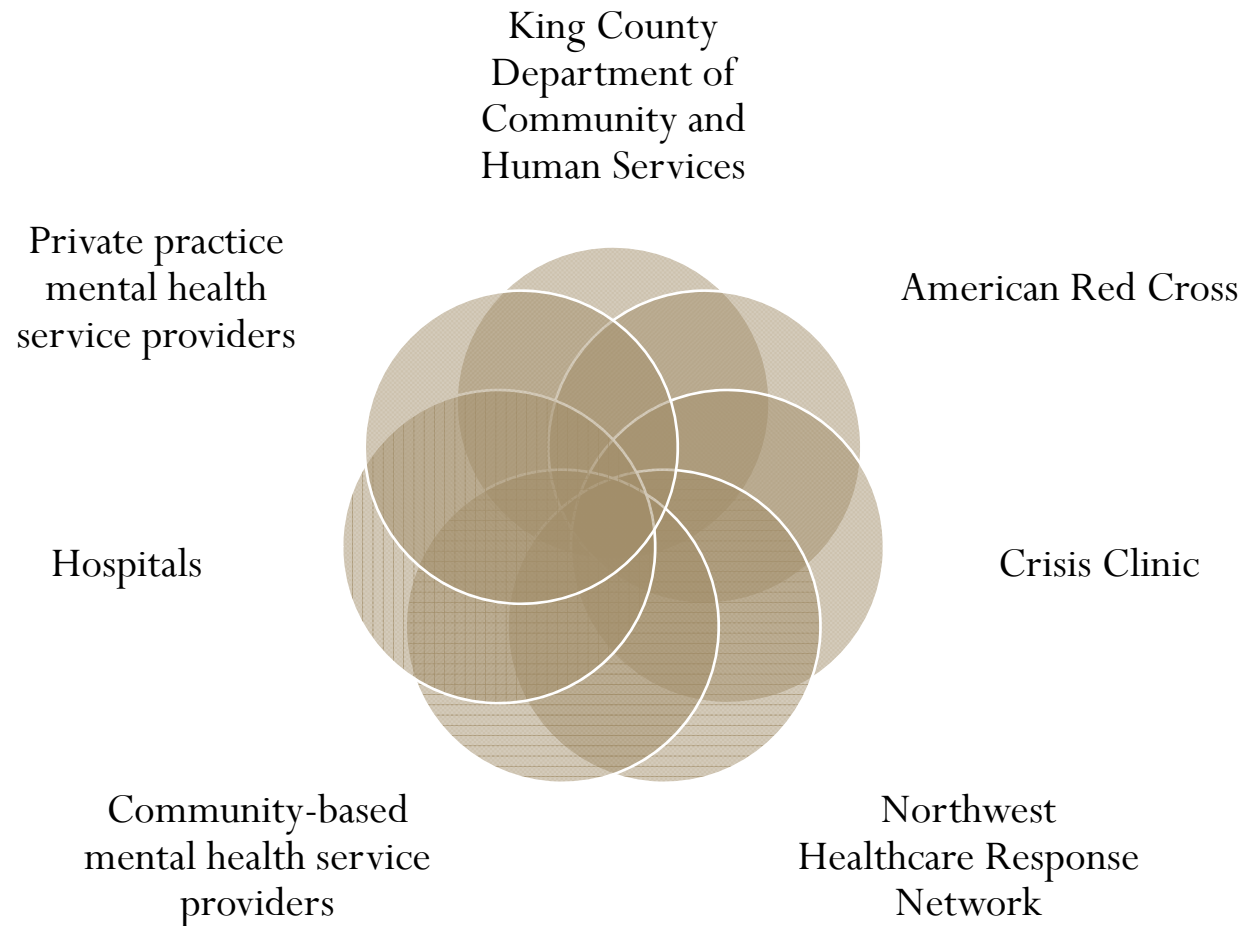 King County
Department of
Community and
Human Services
Private practice
mental health
service providers
American Red Cross
Hospitals
Crisis Clinic
Community-based
mental health service
providers
Northwest
Healthcare Response
Network